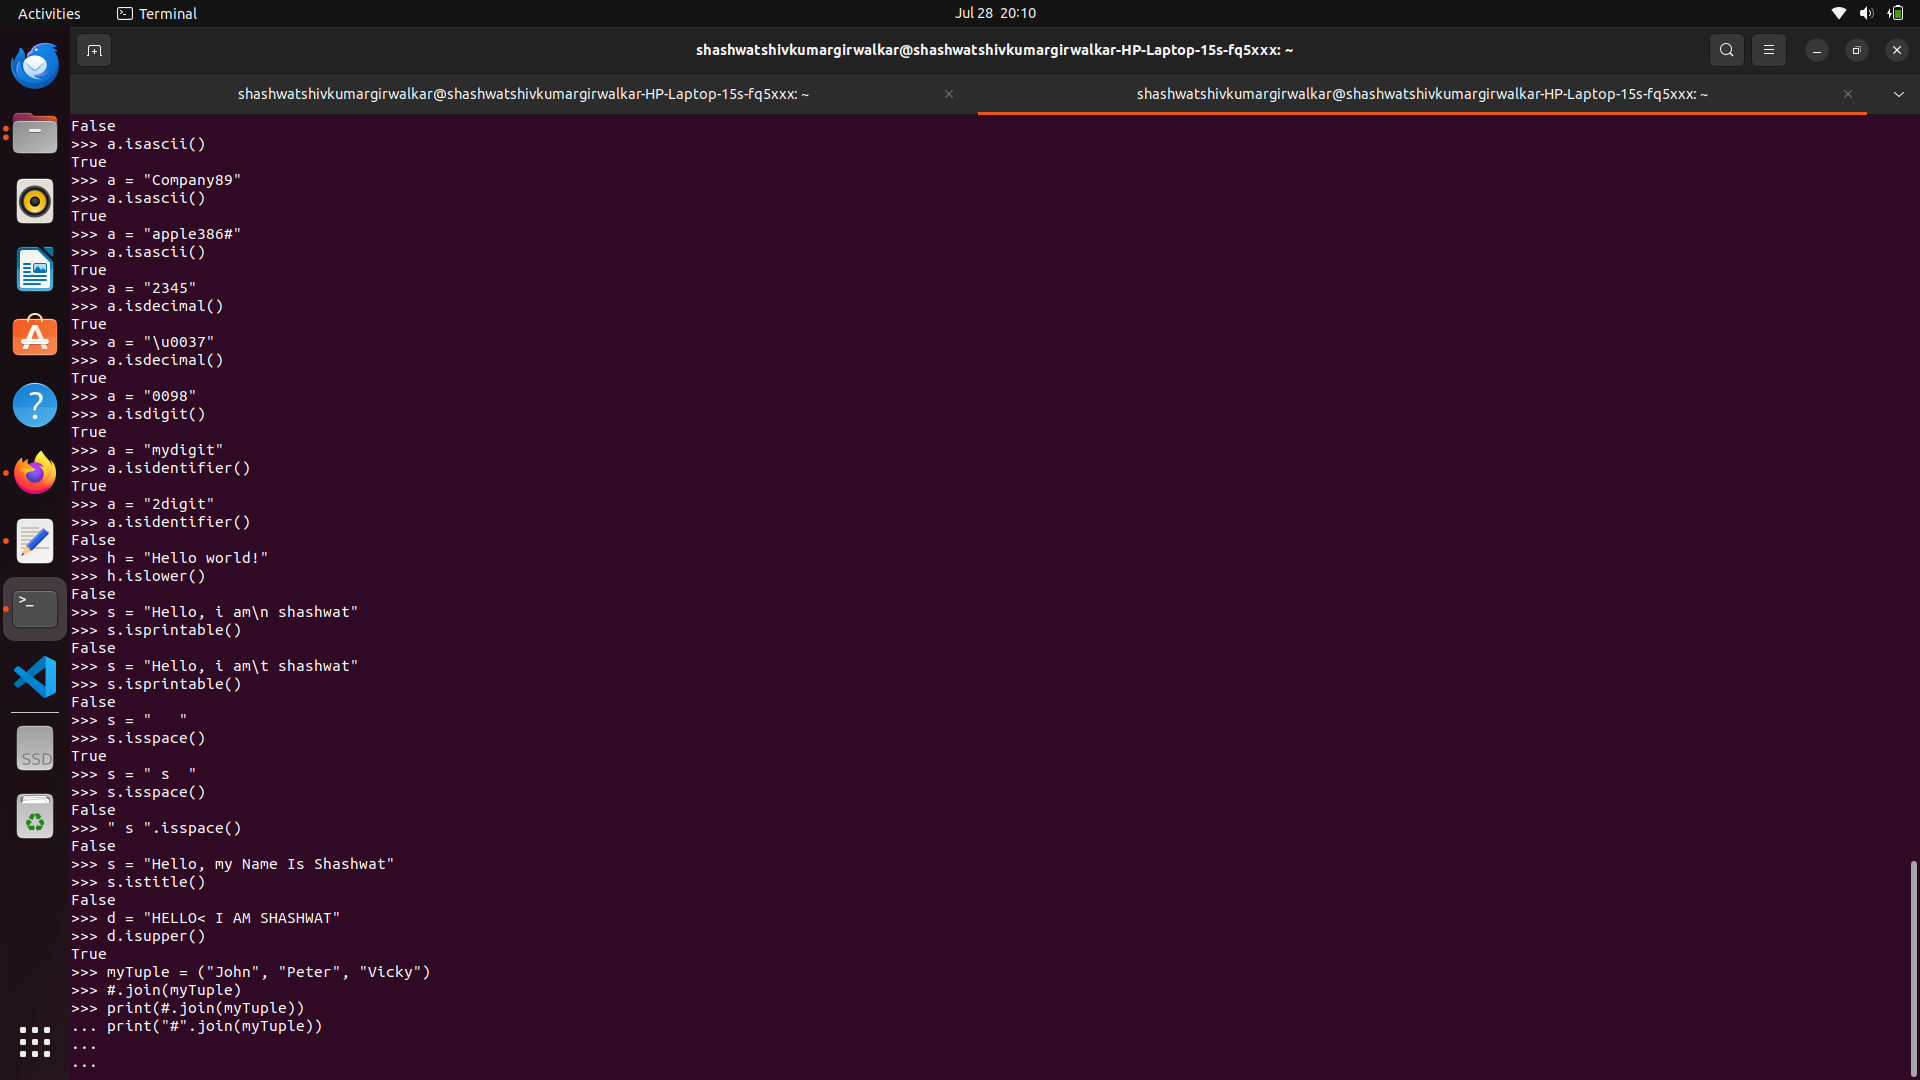 Activities
Terminal
Jul 28 20:10
shashwatshivkumargirwalkar@shashwatshivkumargirwalkar-HP-Laptop-15s-fq5xxx: ~
shashwatshivkumargirwalkar@shashwatshivkumargirwalkar-HP-Laptop-15s-fq5xxx: ~
shashwatshivkumargirwalkar@shashwatshivkumargirwalkar-HP-Laptop-15s-fq5xxx: ~
False
>>> a.isascii()
True
>>> a = "Company89"
>>> a.isascii()
True
>>> a = "apple386#"
>>> a.isascii()
True
>>> a = "2345"
>>> a.isdecimal()
True
>>> a = "\u0037"
>>> a.isdecimal()
True
>>> a = "0098"
>>> a.isdigit()
True
>>> a = "mydigit"
>>> a.isidentifier()
True
>>> a = "2digit"
>>> a.isidentifier()
False
>>> h = "Hello world!"
>>> h.islower()
False
>>> s = "Hello, i am\n shashwat"
>>> s.isprintable()
False
>>> s = "Hello, i am\t shashwat"
>>> s.isprintable()
False
>>> s = "   "
>>> s.isspace()
True
>>> s = " s  "
>>> s.isspace()
False
>>> " s ".isspace()
False
>>> s = "Hello, my Name Is Shashwat"
>>> s.istitle()
False
>>> d = "HELLO< I AM SHASHWAT"
>>> d.isupper()
True
>>> myTuple = ("John", "Peter", "Vicky")
>>> #.join(myTuple)
>>> print(#.join(myTuple))
... print("#".join(myTuple))
...
...
SSD